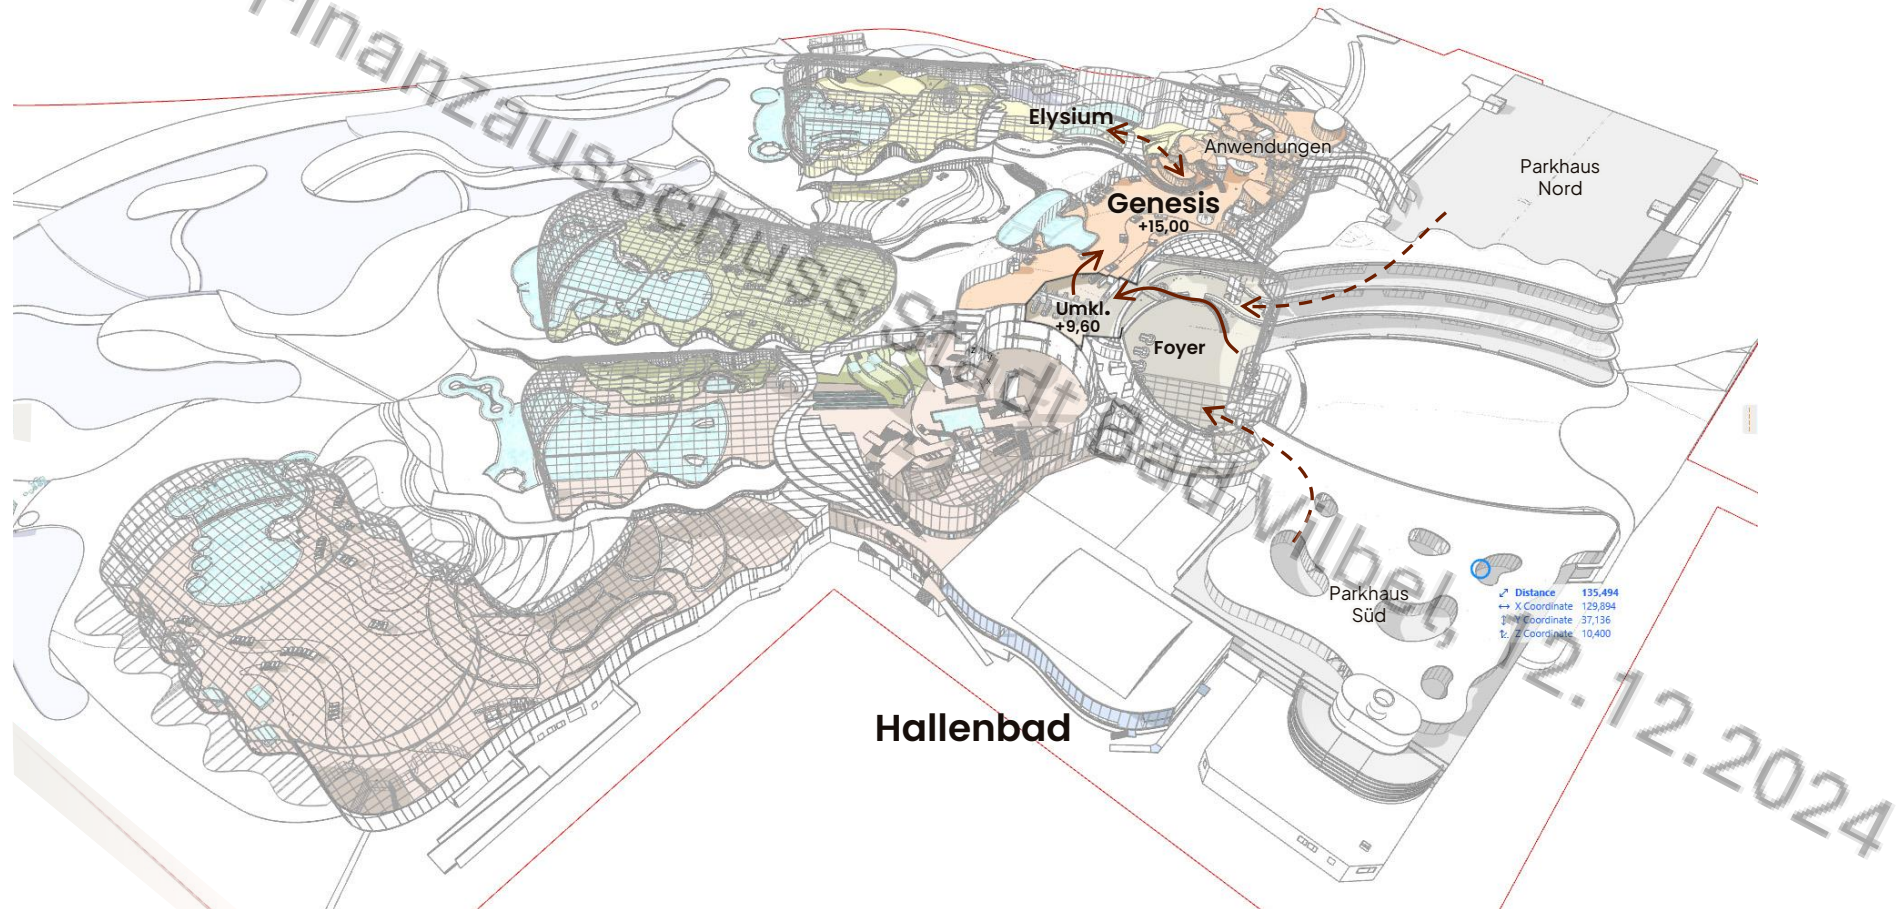 Finanzausschuss Stadt Bad Vilbel, 12.12.2024
Elysium
Anwendungen
Parkhaus
Nord
Genesis
+15,00
Umkl.
+9,60
Foyer
Parkhaus
Süd
Distance 135,494
X Coordinate 129,894
Y Coordinate 37,136
Z Coordinate 10,400
Hallenbad